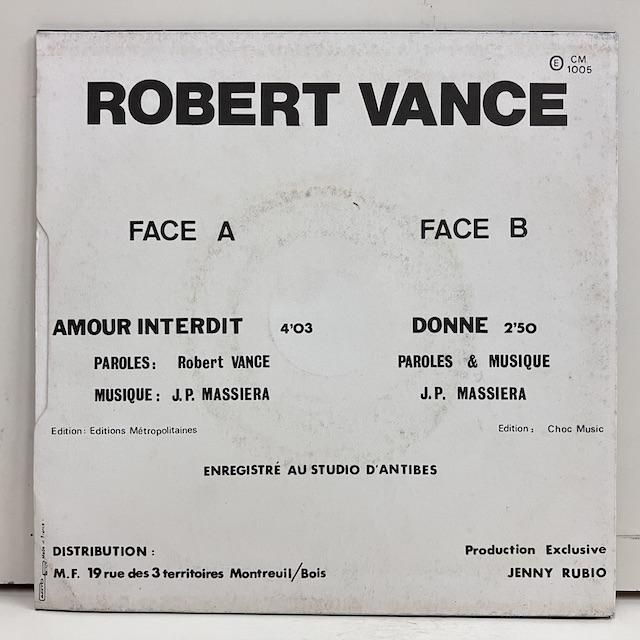 E CM
1005
ROBERT VANCE
FACE A
FACE B
AMOUR INTERDIT 4'03
PAROLES: Robert VANCE
MUSIQUE: J.P. MASSIERA
Edition: Editions Métropolitaines
DONNE 2'50
PAROLES & MUSIQUE
J.P. MASSIERA
Edition: Choc Music
ENREGISTRÉ AU STUDIO D'ANTIBES
DISTRIBUTION:
M.F. 19 rue des 3 territoires Montreuil/Bois
Production Exclusive
JENNY RUBIO